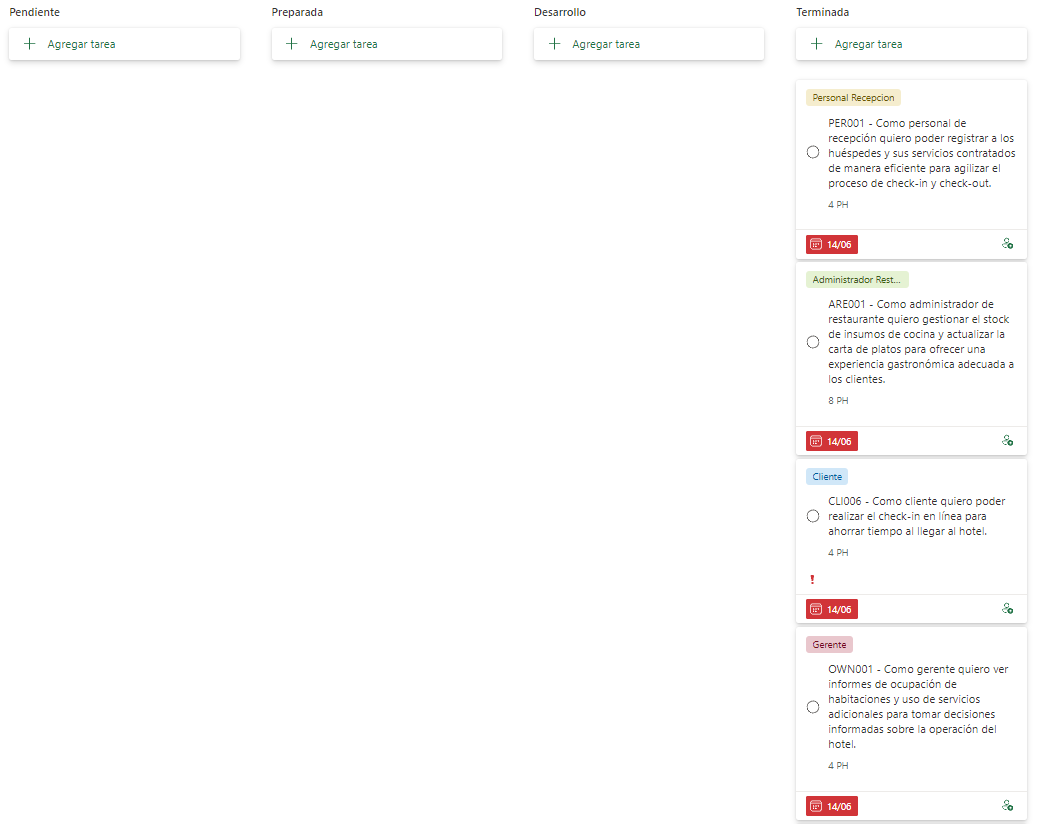 Pendiente
Preparada
Desarrollo
Terminada
Agregar tarea
Agregar tarea
Agregar tarea
Agregar tarea
Personal Recepcion
PER001 - Como personal de
recepción quiero poder registrar a los
huéspedes y sus servicios contratados
de manera eficiente para agilizar el
proceso de check-in y check-out.
4 PH
14/06
Administrador Rest...
ARE001 - Como administrador de
restaurante quiero gestionar el stock
de insumos de cocina y actualizar la
carta de platos para ofrecer una
experiencia gastronómica adecuada a
los clientes.
8 PH
14/06
Cliente
CLI006 - Como cliente quiero poder
realizar el check-in en línea para
ahorrar tiempo al llegar al hotel.
4 PH
14/06
Gerente
OWN001 - Como gerente quiero ver
informes de ocupación de
habitaciones y uso de servicios
adicionales para tomar decisiones
informadas sobre la operación del
hotel.
4 PH
14/06